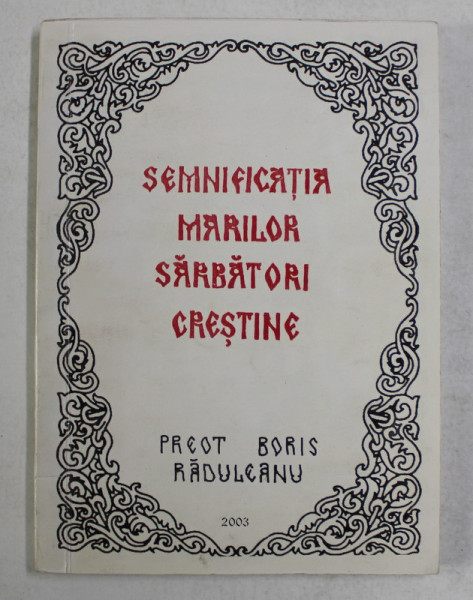 SEMNIFICAȚIA
MARILOR
SĂRBĂTORI
CREȘTINE
PREOT BORIS
RĂDULEANU
2003